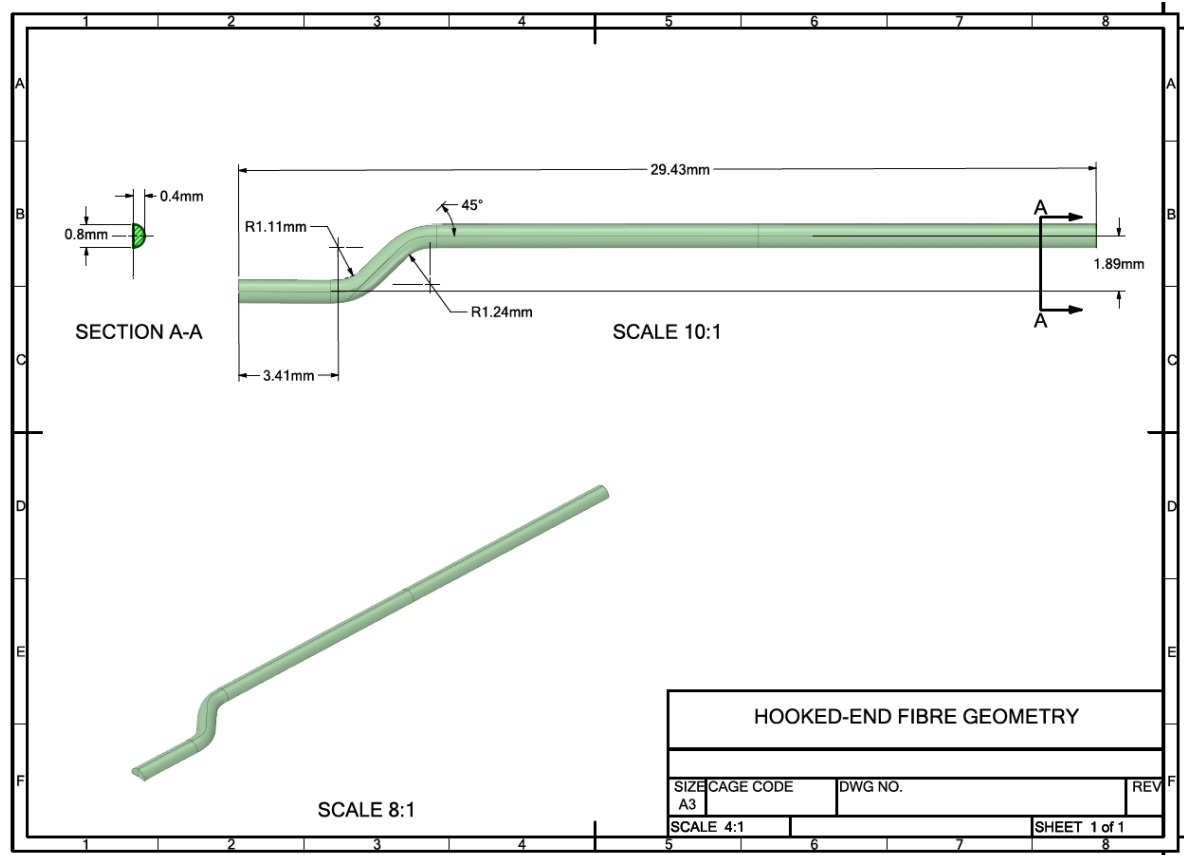 1 2 3 4 5 6 7 8
A A
29.43mm
0.4mm
45°
A
B B
R1.11mm
0.8mm
1.89mm
R1.24mm
A
SECTION A-A
SCALE 10:1
C C
3.41mm
D D
E E
HOOKED-END FIBRE GEOMETRY
F F
SIZE CAGE CODE DWG NO. REV
A3
SCALE 8:1
SCALE 4:1 SHEET 1 of 1
1 2 3 4 5 6 7 8